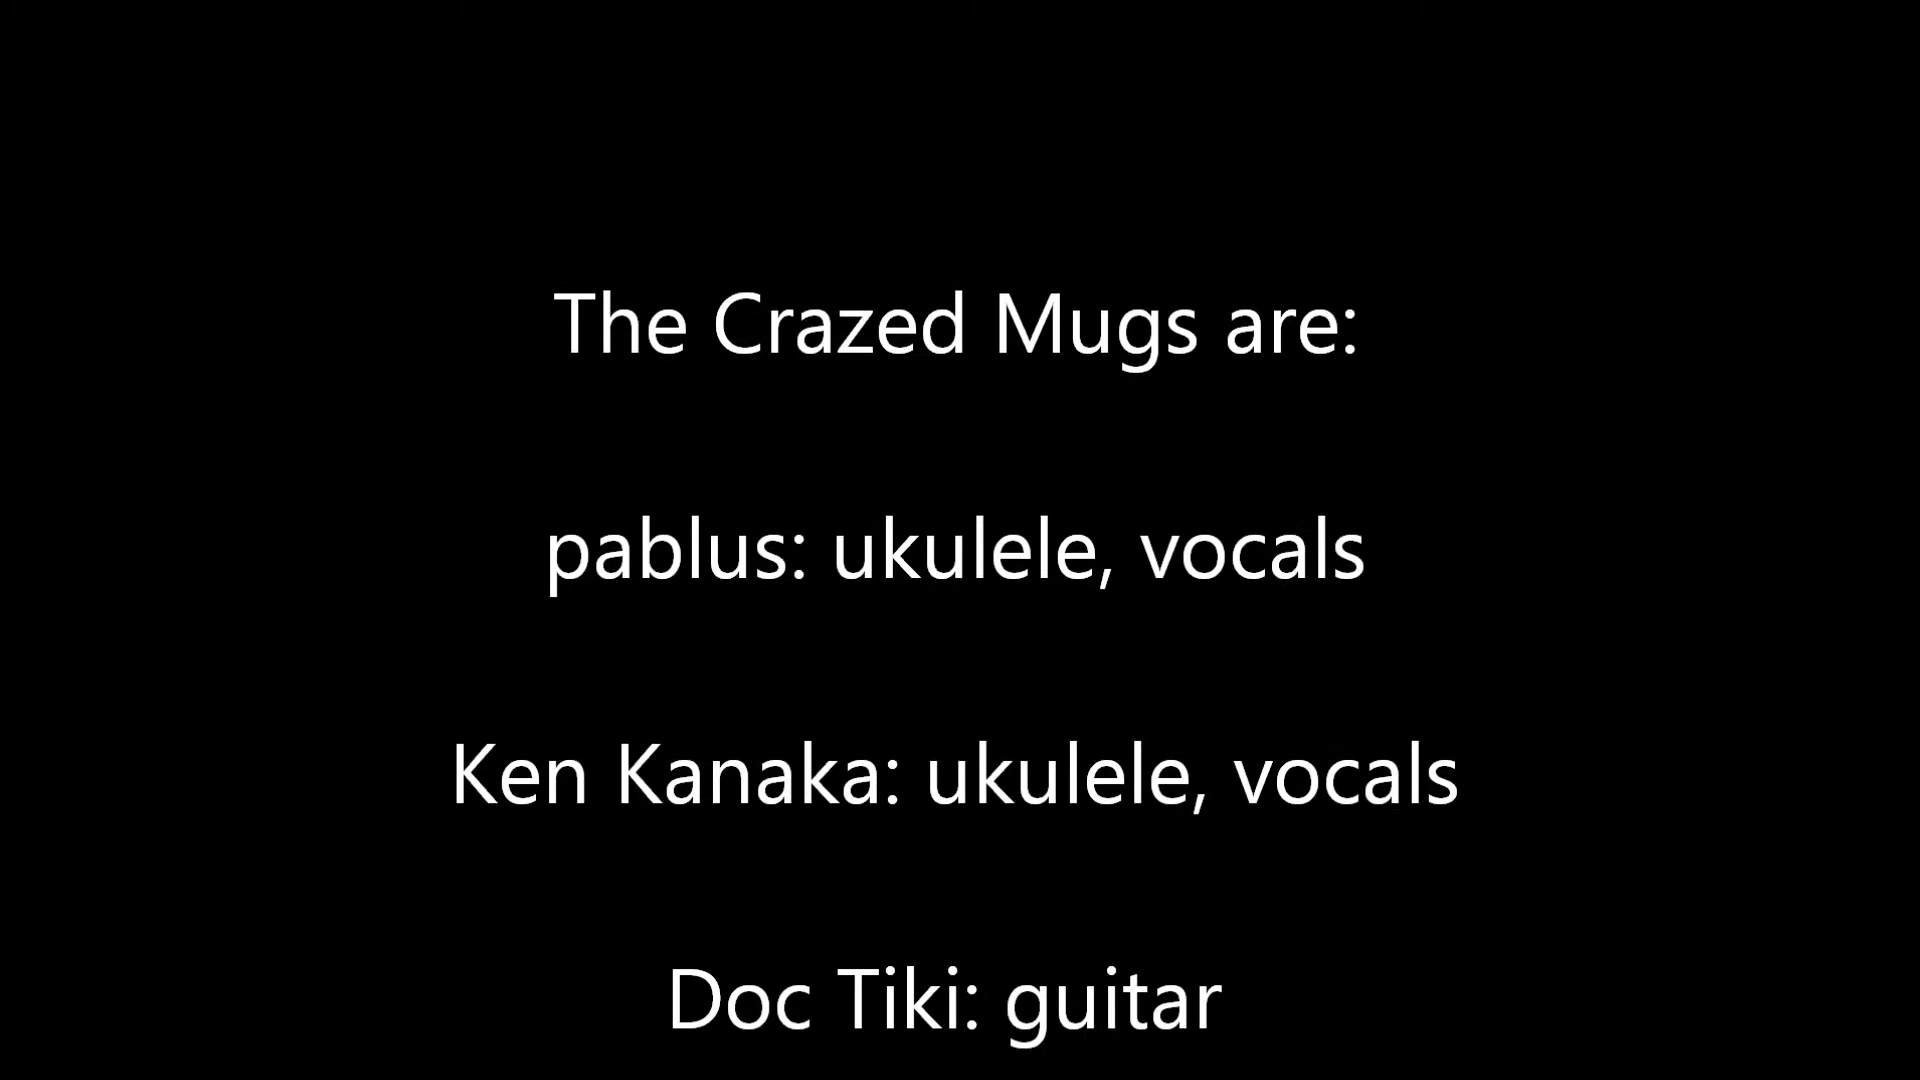 The Crazed Mugs are:
pablus: ukulele, vocals
Ken Kanaka: ukulele, vocals
Doc Tiki: guitar